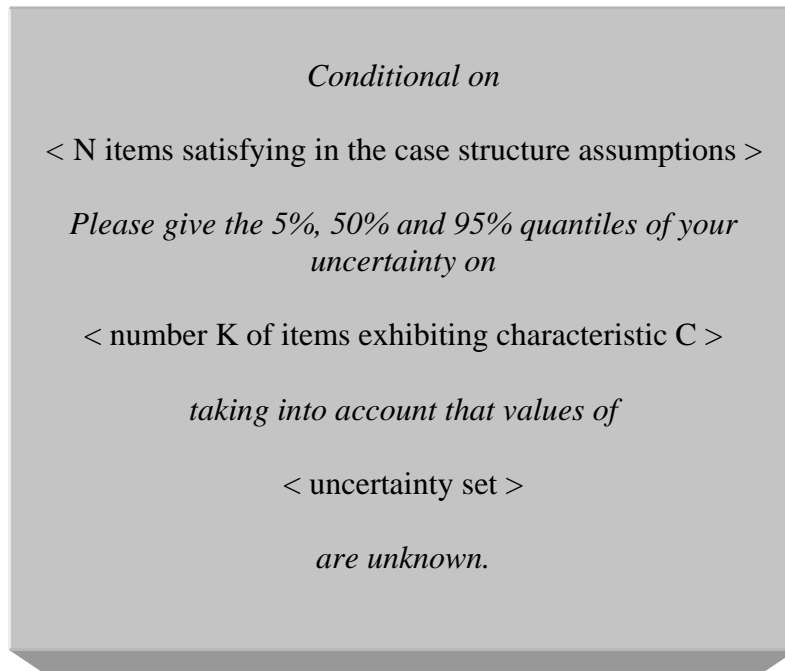 Conditional on
< N items satisfying in the case structure assumptions >
Please give the 5%, 50% and 95% quantiles of your
uncertainty on
< number K of items exhibiting characteristic C >
taking into account that values of
< uncertainty set >
are unknown.